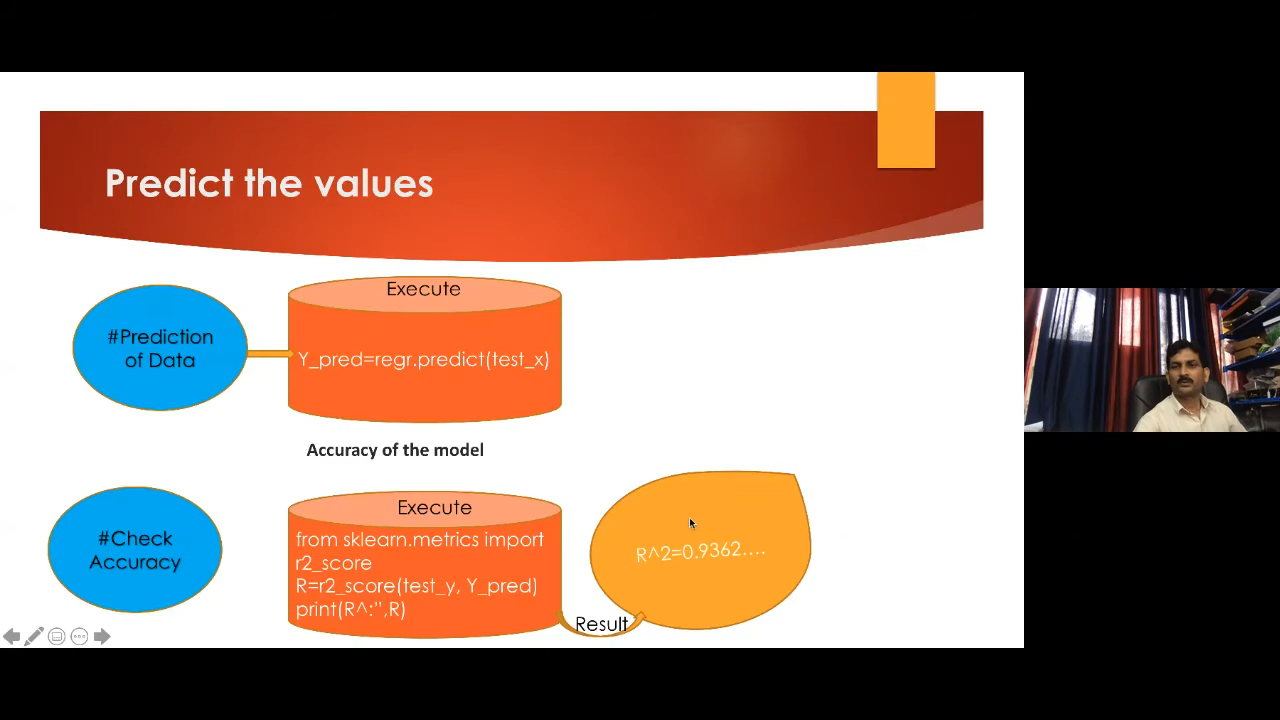 Predict the values
#Prediction
of Data
Execute
Y_pred=regr.predict(test_x)
Accuracy of the model
#Check
Accuracy
Execute
from sklearn.metrics import
r2_score
R=r2_score(test_y, Y_pred)
print(R^:",R)
Result
R^2=0.9362....